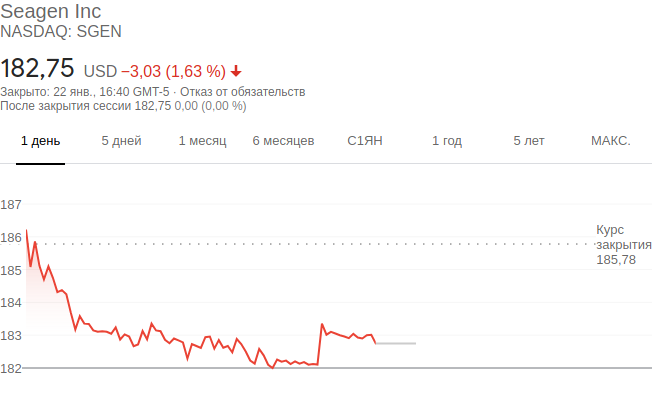 Seagen Inc
NASDAQ: SGEN
182,75 USD −3,03 (1,63 %)
Закрыто: 22 янв., 16:40 GMT-5 · Отказ от обязательств
После закрытия сессии 182,75 0,00 (0,00 %)
1 день 5 дней 1 месяц 6 месяцев С1ЯН 1 год 5 лет МАКС.
187
186
185
184
183
182
Курс
закрытия
185,78